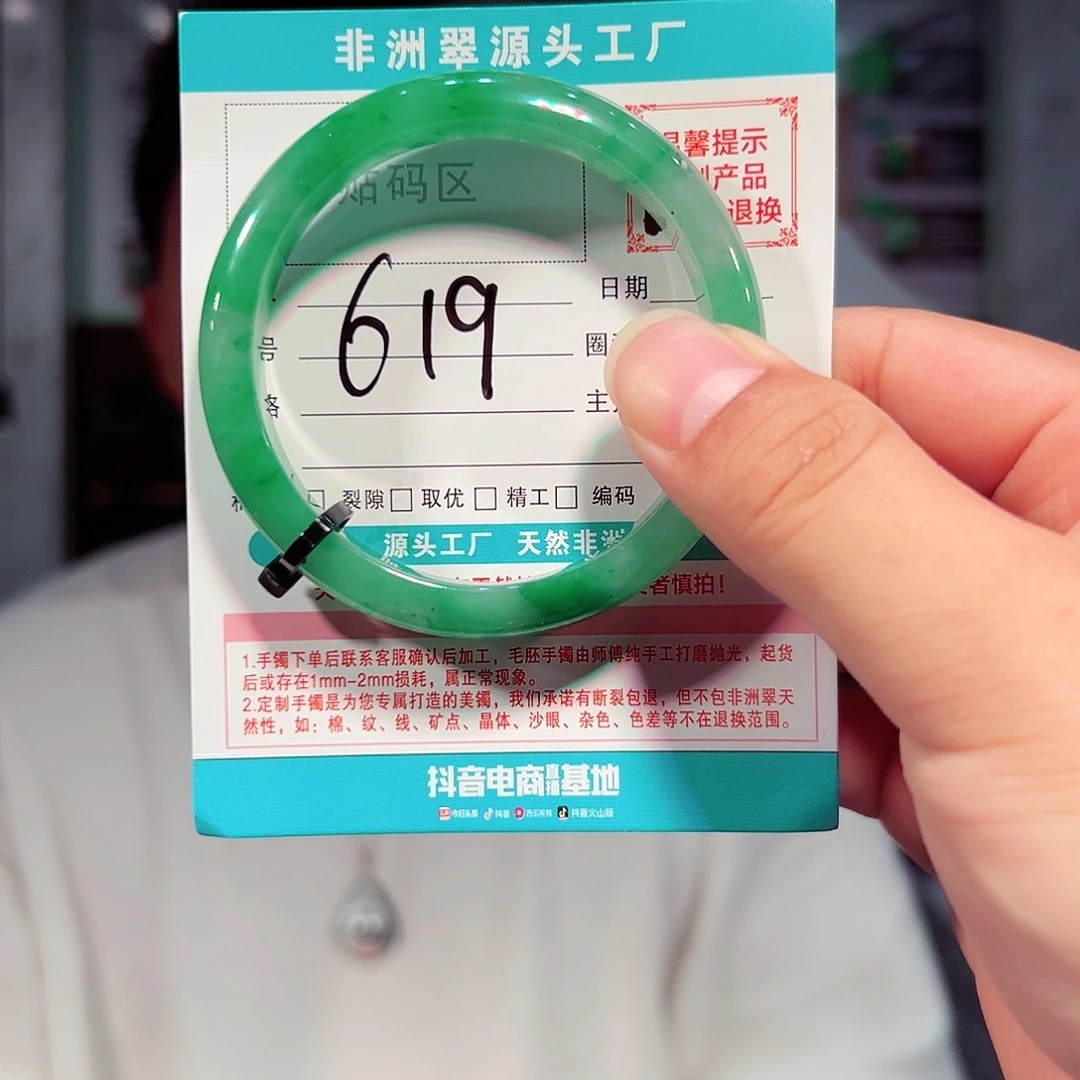 非洲翠源头工厂
贴码区
馨提示
产品
退换
619
日期
号
圈
客
主
裂隙 取优 精工 编码
源头工厂 天然非洲
者慎拍!
1.手镯下单后联系客服确认后加工，毛胚手镯由师傅纯手工打磨抛光，起货
后或存在1mm-2mm损耗，属正常现象。
2.定制手镯是为您专属打造的美镯，我们承诺有断裂包退，但不包非洲翠天
然性，如：棉、纹、线、矿点、晶体、沙眼、杂色、色差等不在退换范围。
抖音电商直播基地
今日头条 抖音 西瓜视频 抖音火山版